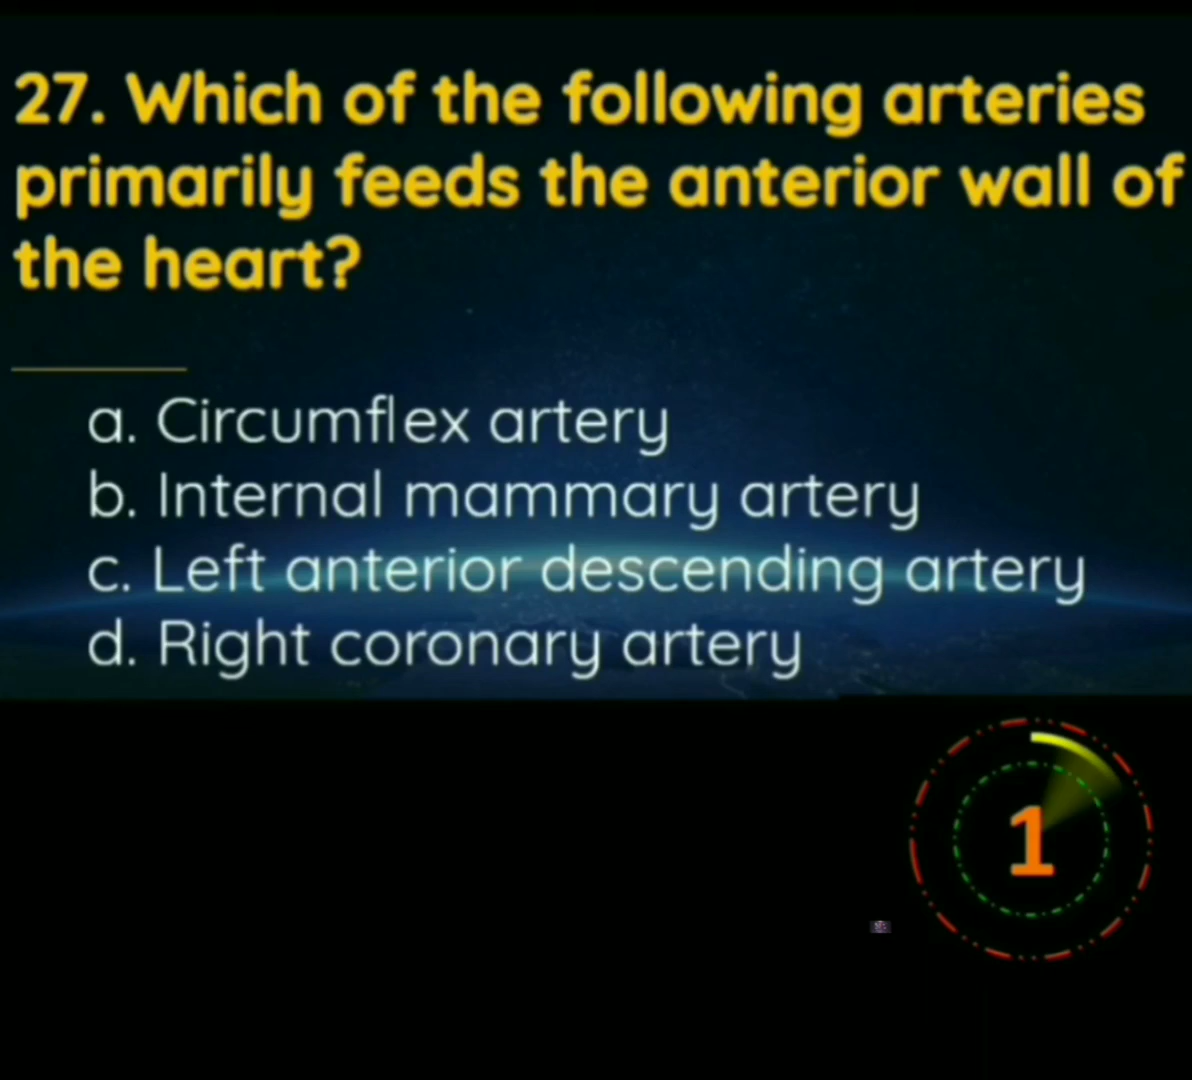 27. Which of the following arteries
primarily feeds the anterior wall of
the heart?
a. Circumflex artery
b. Internal mammary artery
c. Left anterior descending artery
d. Right coronary artery
1